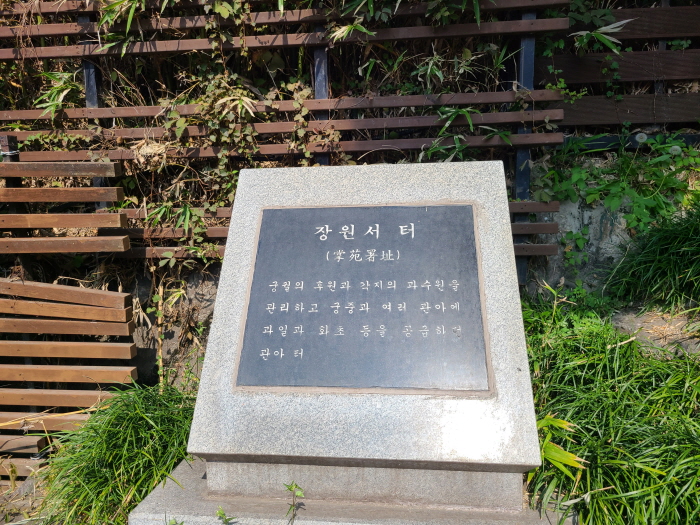 장원서 터
(掌苑署址)
궁궐의 후원과 각지의 과수원을
관리하고 궁중과 여러 관아에
과일과 화초 등을 공급하던
관아 터